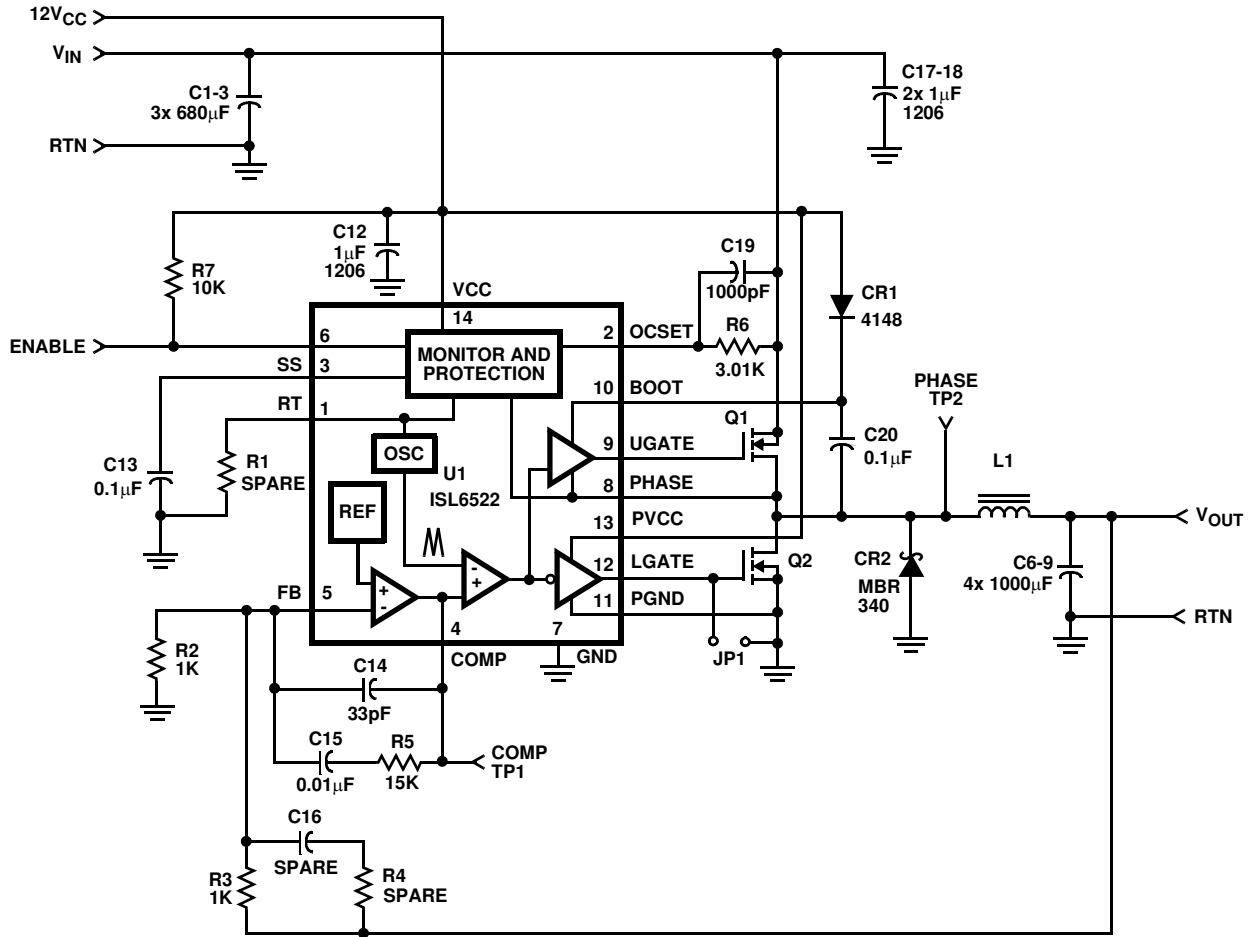 12VCC
VIN
C1-3
3x 680µF
RTN
C17-18
2x 1µF
1206
C12
1µF
1206
R7
10K
C19
1000pF
CR1
4148
VCC
14
ENABLE
6
MONITOR AND
PROTECTION
2
OCSET
R6
3.01K
SS
3
PHASE
TP2
10
BOOT
RT
1
Q1
C20
0.1µF
OSC
9
UGATE
L1
C13
0.1µF
R1
SPARE
U1
ISL6522
8
PHASE
REF
13
PVCC
VOUT
12
LGATE
Q2
CR2
MBR
340
C6-9
4x 1000µF
+
-
-
+
FB
5
11
PGND
RTN
4
7
R2
1K
COMP
GND
JP1
C14
33pF
C15
0.01µF
R5
15K
COMP
TP1
C16
SPARE
R3
1K
R4
SPARE